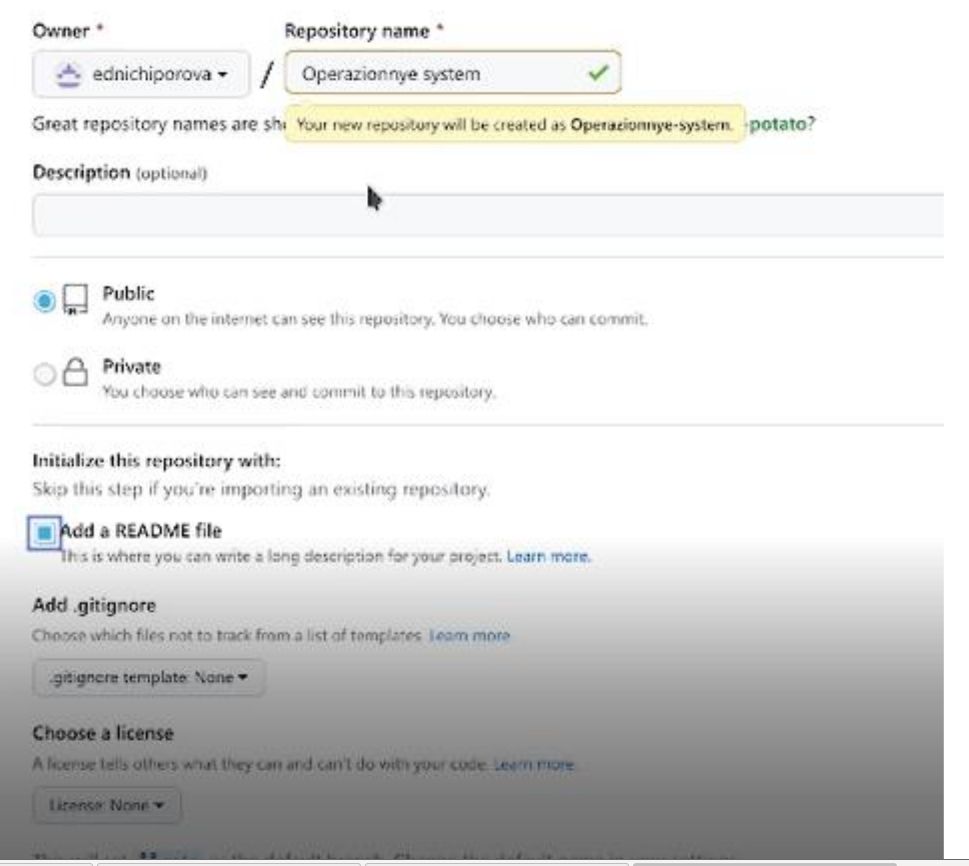 Owner *
Repository name *
ednichiporova
/
Operazionnye system
Great repository names are sh
Your new repository will be created as Operazionnye-system.
-potato?
Description (optional)
Public
Anyone on the internet can see this repository. You choose who can commit.
Private
You choose who can see and commit to this repository.
Initialize this repository with:
Skip this step if you're importing an existing repository.
Add a README file
This is where you can write a long description for your project. Learn more.
Add .gitignore
Choose which files not to track from a list of templates. Learn more.
.gitignore template: None
Choose a license
A license tells others what they can and can't do with your code. Learn more.
License: None